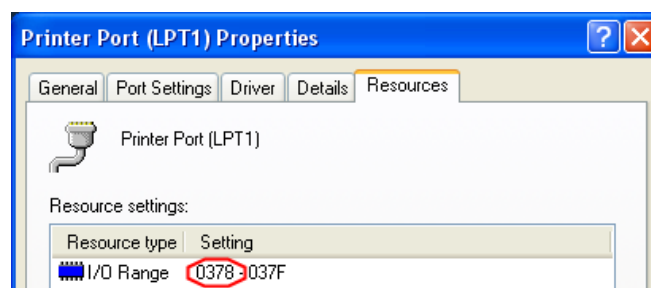 Printer Port (LPT1) Properties
General Port Settings Driver Details Resources
Printer Port (LPT1)
Resource settings:
Resource type Setting
I/O Range 0378 - 037F